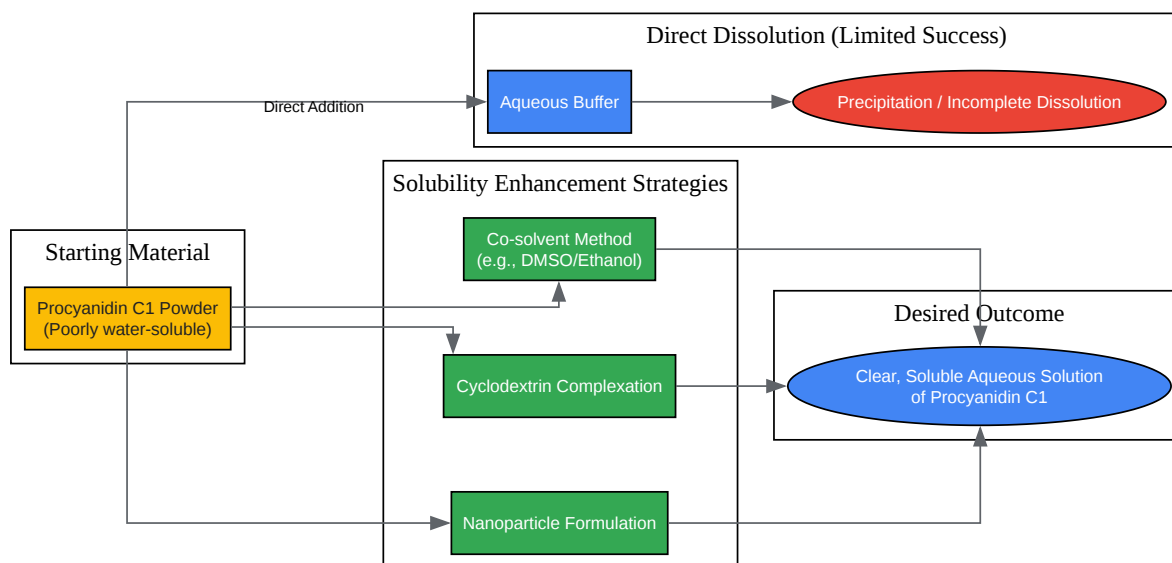 Direct Dissolution (Limited Success)
Direct Addition
Aqueous Buffer
Precipitation / Incomplete Dissolution
Solubility Enhancement Strategies
Starting Material
Procyanidin C1 Powder
(Poorly water-soluble)
Co-solvent Method
(e.g., DMSO/Ethanol)
Cyclodextrin Complexation
Nanoparticle Formulation
Desired Outcome
Clear, Soluble Aqueous Solution
of Procyanidin C1